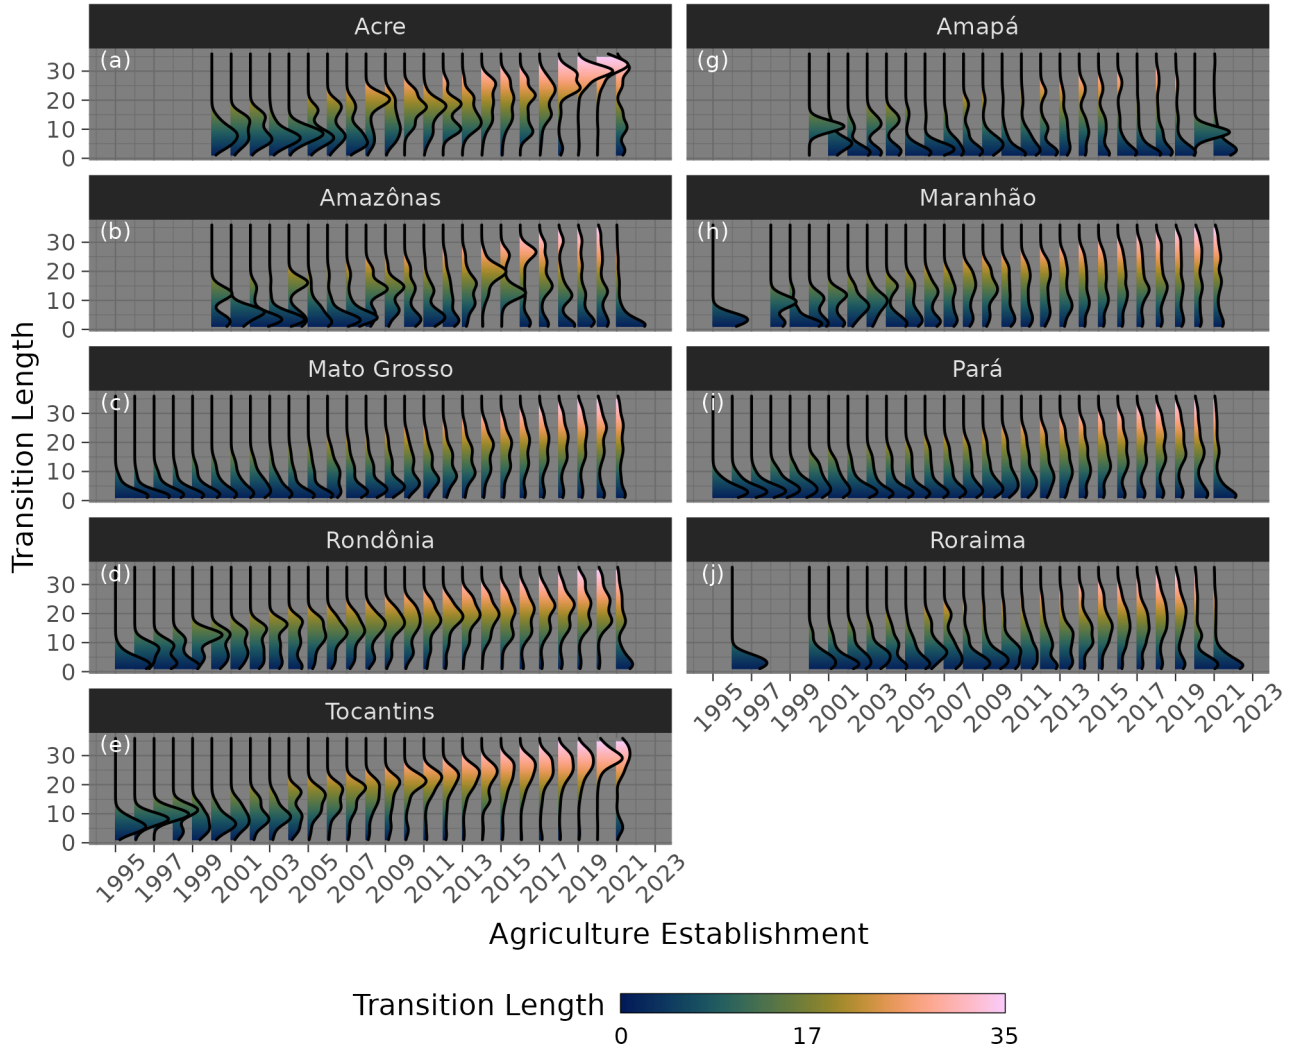 Acre
Amapá
(a)
(g)
30
20
10
0
Amazônas
Maranhão
(b)
(h)
30
20
10
0
Mato Grosso
Pará
(c)
(i)
30
20
10
0
Rondônia
Roraima
(d)
(j)
30
20
10
0
1995 1997 1999 2001 2003 2005 2007 2009 2011 2013 2015 2017 2019 2021 2023
Tocantins
(e)
30
20
10
0
1995 1997 1999 2001 2003 2005 2007 2009 2011 2013 2015 2017 2019 2021 2023
Transition Length
Agriculture Establishment
Transition Length
0 17 35